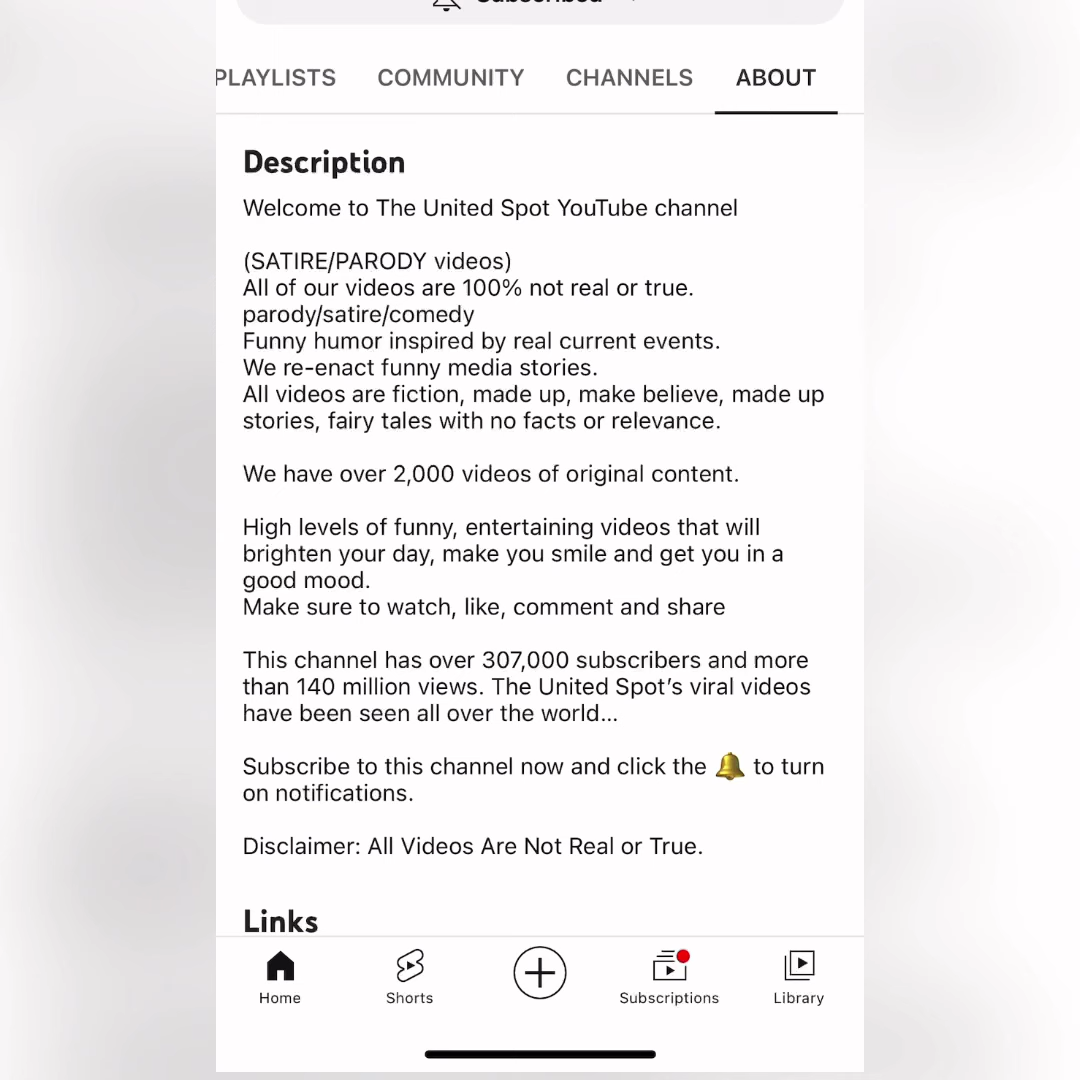 Subscribed
PLAYLISTS COMMUNITY CHANNELS ABOUT
Description
Welcome to The United Spot YouTube channel
(SATIRE/PARODY videos)
All of our videos are 100% not real or true.
parody/satire/comedy
Funny humor inspired by real current events.
We re-enact funny media stories.
All videos are fiction, made up, make believe, made up
stories, fairy tales with no facts or relevance.
We have over 2,000 videos of original content.
High levels of funny, entertaining videos that will
brighten your day, make you smile and get you in a
good mood.
Make sure to watch, like, comment and share
This channel has over 307,000 subscribers and more
than 140 million views. The United Spot's viral videos
have been seen all over the world...
Subscribe to this channel now and click the 🔔 to turn
on notifications.
Disclaimer: All Videos Are Not Real or True.
Links
Home Shorts Subscriptions Library